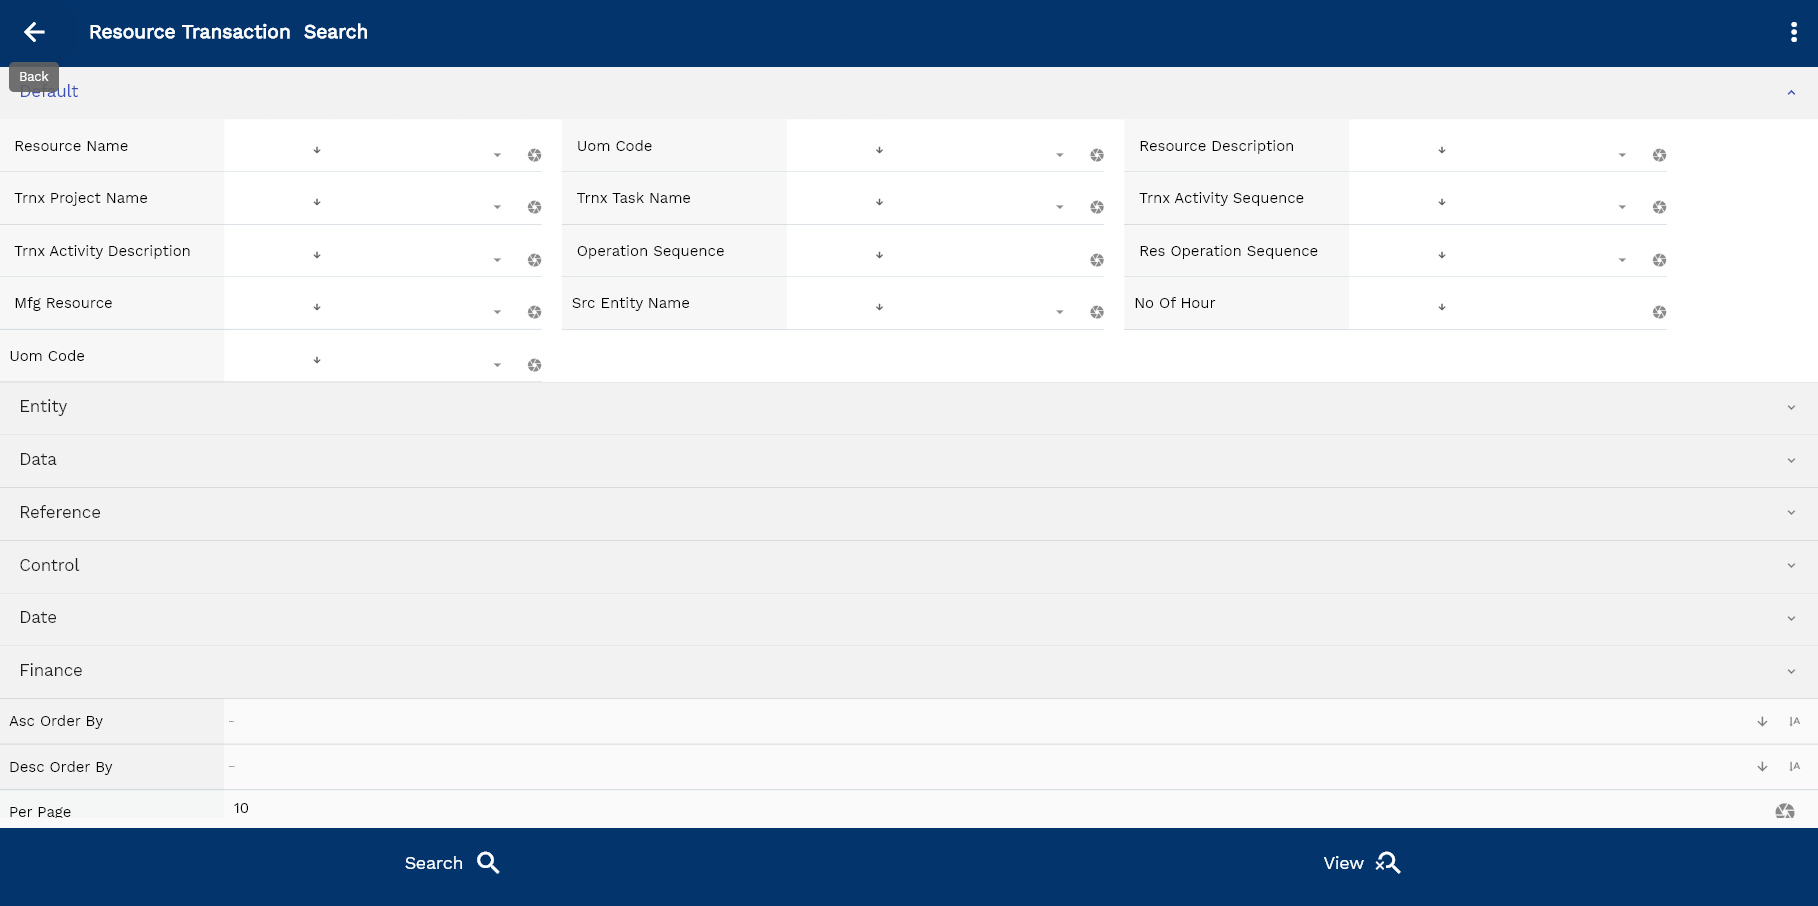 Resource Transaction Search
Back
Default
Resource Name Uom Code Resource Description
Trnx Project Name Trnx Task Name Trnx Activity Sequence
Trnx Activity Description Operation Sequence Res Operation Sequence
Mfg Resource Src Entity Name No Of Hour
Uom Code
Entity
Data
Reference
Control
Date
Finance
Asc Order By -
Desc Order By -
Per Page 10
Search View